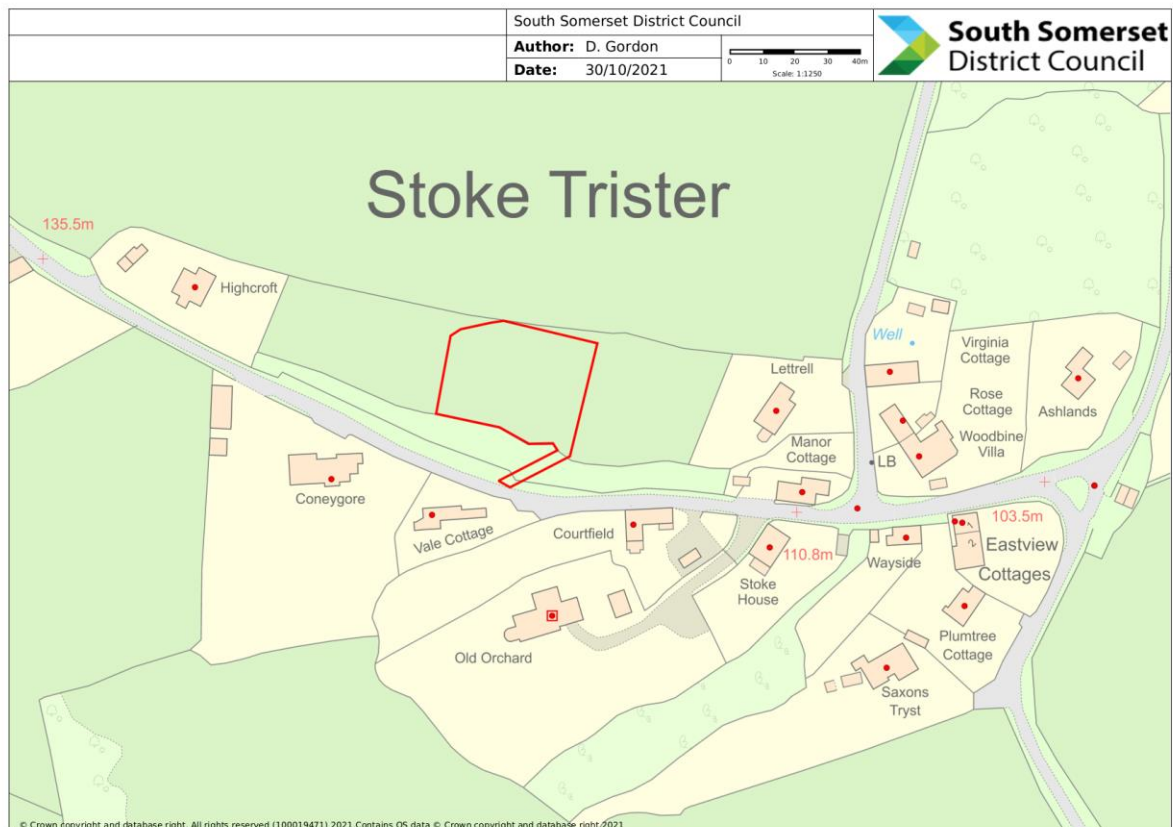 South Somerset District Council
Author: D. Gordon
Date: 30/10/2021
0 10 20 30 40m
Scale: 1:1250
South Somerset
District Council
Stoke Trister
135.5m
Highcroft
Well
Virginia
Cottage
Lettrell
Rose
Cottage
Ashlands
Manor
Cottage
Woodbine
Villa
LB
Coneygore
Vale Cottage
Courtfield
103.5m
110.8m
Stoke
House
Wayside
1
2
Eastview
Cottages
Old Orchard
Plumtree
Cottage
Saxons
Tryst
© Crown copyright and database right. All rights reserved (100019471) 2021 Contains OS data © Crown copyright and database right 2021